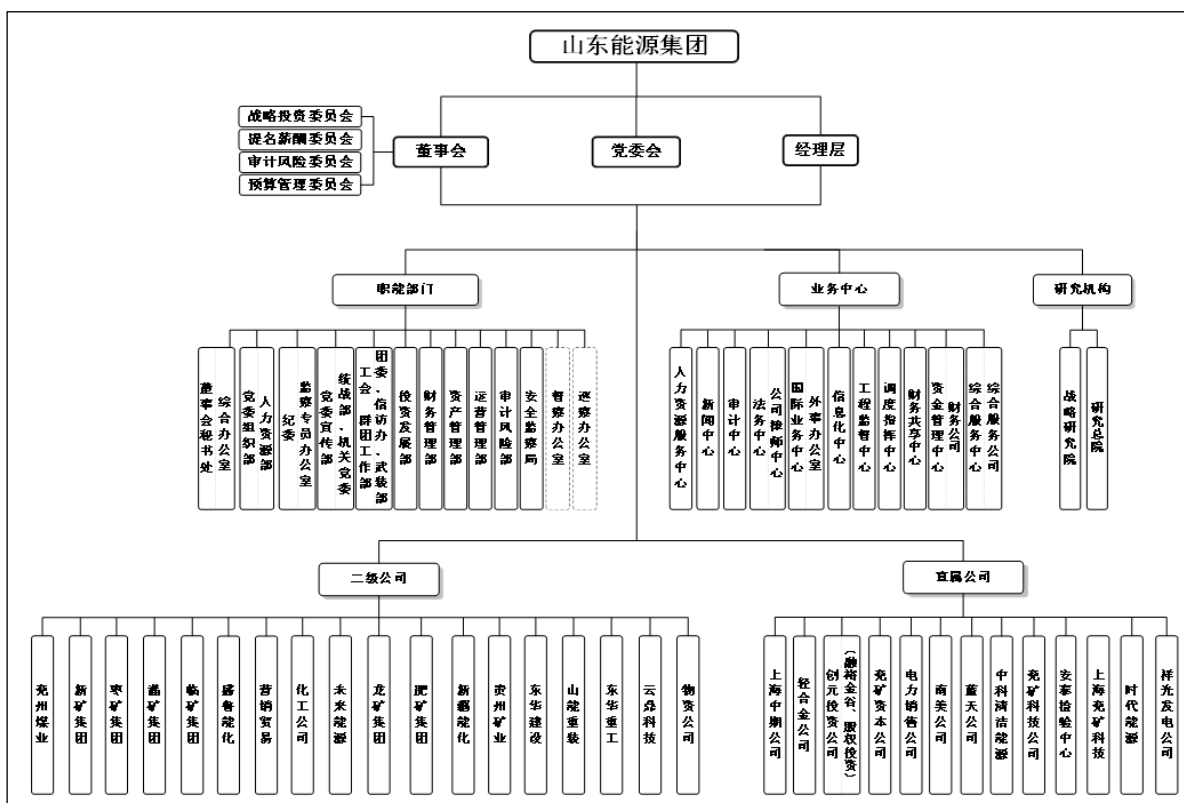 山东能源集团
战略投资委员会
提名薪酬委员会
审计风险委员会
预算管理委员会
董事会
党委会
经理层
职能部门
业务中心
研究机构
综合办公室
董事会秘书处
人力资源部
党委组织部
监察专员办公室
纪委
统战部、机关党委
党委宣传部
团委、信访办、武装部
工会 群团工作部
投资发展部
财务管理部
资产管理部
运营管理部
审计风险部
安全监察局
督察办公室
巡察办公室
人力资源服务中心
新闻中心
审计中心
公司律师中心
法务中心
外事办公室
国际业务中心
信息化中心
工程监督中心
调度指挥中心
财务共享中心
财务公司
资金管理中心
综合服务公司
综合服务中心
战略研究院
研究总院
二级公司
直属公司
兖州煤业
新矿集团
枣矿集团
淄矿集团
临矿集团
盛鲁能化
营销贸易
化工公司
未来能源
龙矿集团
肥矿集团
新疆能化
贵州矿业
东华建设
山能重装
东华重工
云鼎科技
物资公司
上海中期公司
轻合金公司
(融裕金谷、股权投资)
创元投资公司
兖矿资本公司
电力销售公司
南美公司
蓝天公司
中科清洁能源
兖矿科技公司
安泰检验中心
上海兖矿科技
时代能源
祥光发电公司